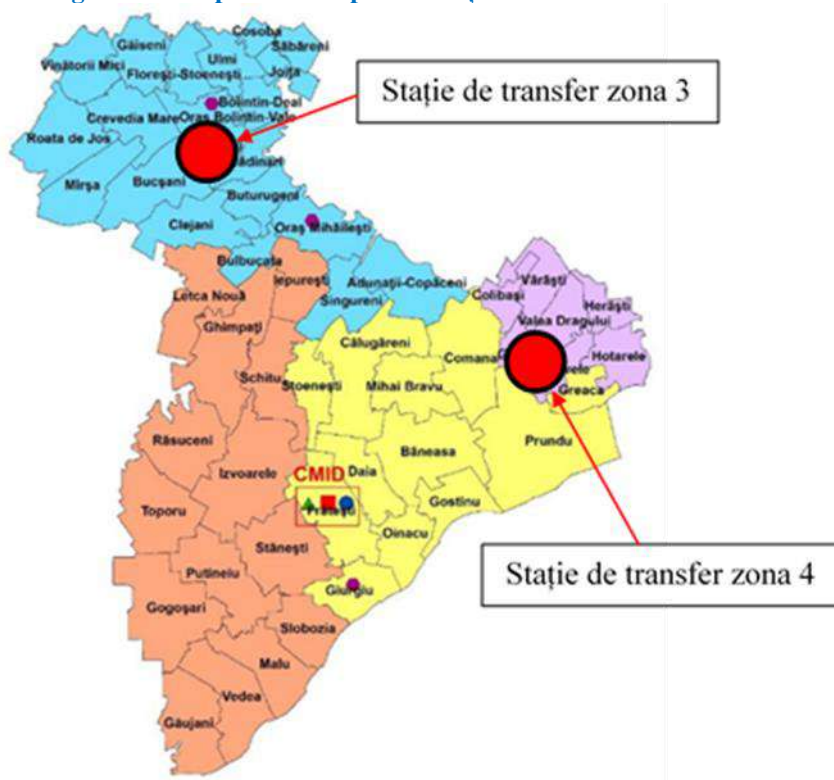 Cosoba
Găiseni
Săbăreni
Ulmi
Vînătorii Mici
Florești-Stoenești
Joița
Stație de transfer zona 3
Bolintin-Deal
Crevedia Mare
Oraș Bolintin-Vale
Roata de Jos
Mîrșa
Bucșani
Buturugeni
Clejani
Oraș Mihăilești
Bulbucata
Iepurești
Adunații-Copăceni
Vărăști
Letca Nouă
Singureni
Colibași
Herăști
Ghimpați
Valea Dragului
Călugăreni
Comana
Hotarele
Schitu
Stoenești
Mihai Bravu
Greaca
Răsuceni
Băneasa
Prundu
Izvoarele
CMID
Daia
Toporu
Gostinu
Oinacu
Stănești
Putineiu
Stație de transfer zona 4
Giurgiu
Gogoșari
Slobozia
Malu
Vedea
Găujani